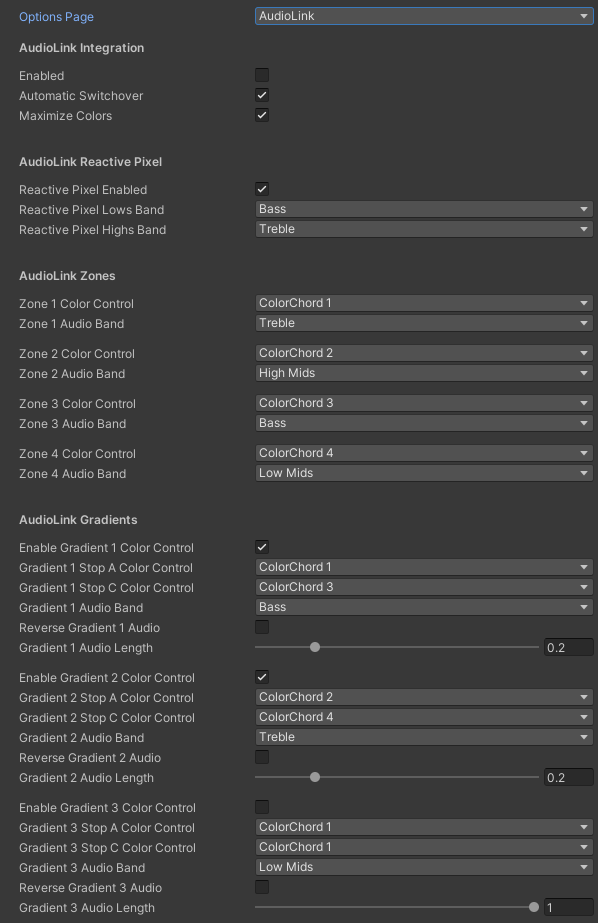 Options Page AudioLink
AudioLink Integration
Enabled
Automatic Switchover
Maximize Colors
AudioLink Reactive Pixel
Reactive Pixel Enabled
Reactive Pixel Lows Band Bass
Reactive Pixel Highs Band Treble
AudioLink Zones
Zone 1 Color Control ColorChord 1
Zone 1 Audio Band Treble
Zone 2 Color Control ColorChord 2
Zone 2 Audio Band High Mids
Zone 3 Color Control ColorChord 3
Zone 3 Audio Band Bass
Zone 4 Color Control ColorChord 4
Zone 4 Audio Band Low Mids
AudioLink Gradients
Enable Gradient 1 Color Control
Gradient 1 Stop A Color Control ColorChord 1
Gradient 1 Stop C Color Control ColorChord 3
Gradient 1 Audio Band Bass
Reverse Gradient 1 Audio
Gradient 1 Audio Length 0.2
Enable Gradient 2 Color Control
Gradient 2 Stop A Color Control ColorChord 2
Gradient 2 Stop C Color Control ColorChord 4
Gradient 2 Audio Band Treble
Reverse Gradient 2 Audio
Gradient 2 Audio Length 0.2
Enable Gradient 3 Color Control
Gradient 3 Stop A Color Control ColorChord 1
Gradient 3 Stop C Color Control ColorChord 1
Gradient 3 Audio Band Low Mids
Reverse Gradient 3 Audio
Gradient 3 Audio Length 1